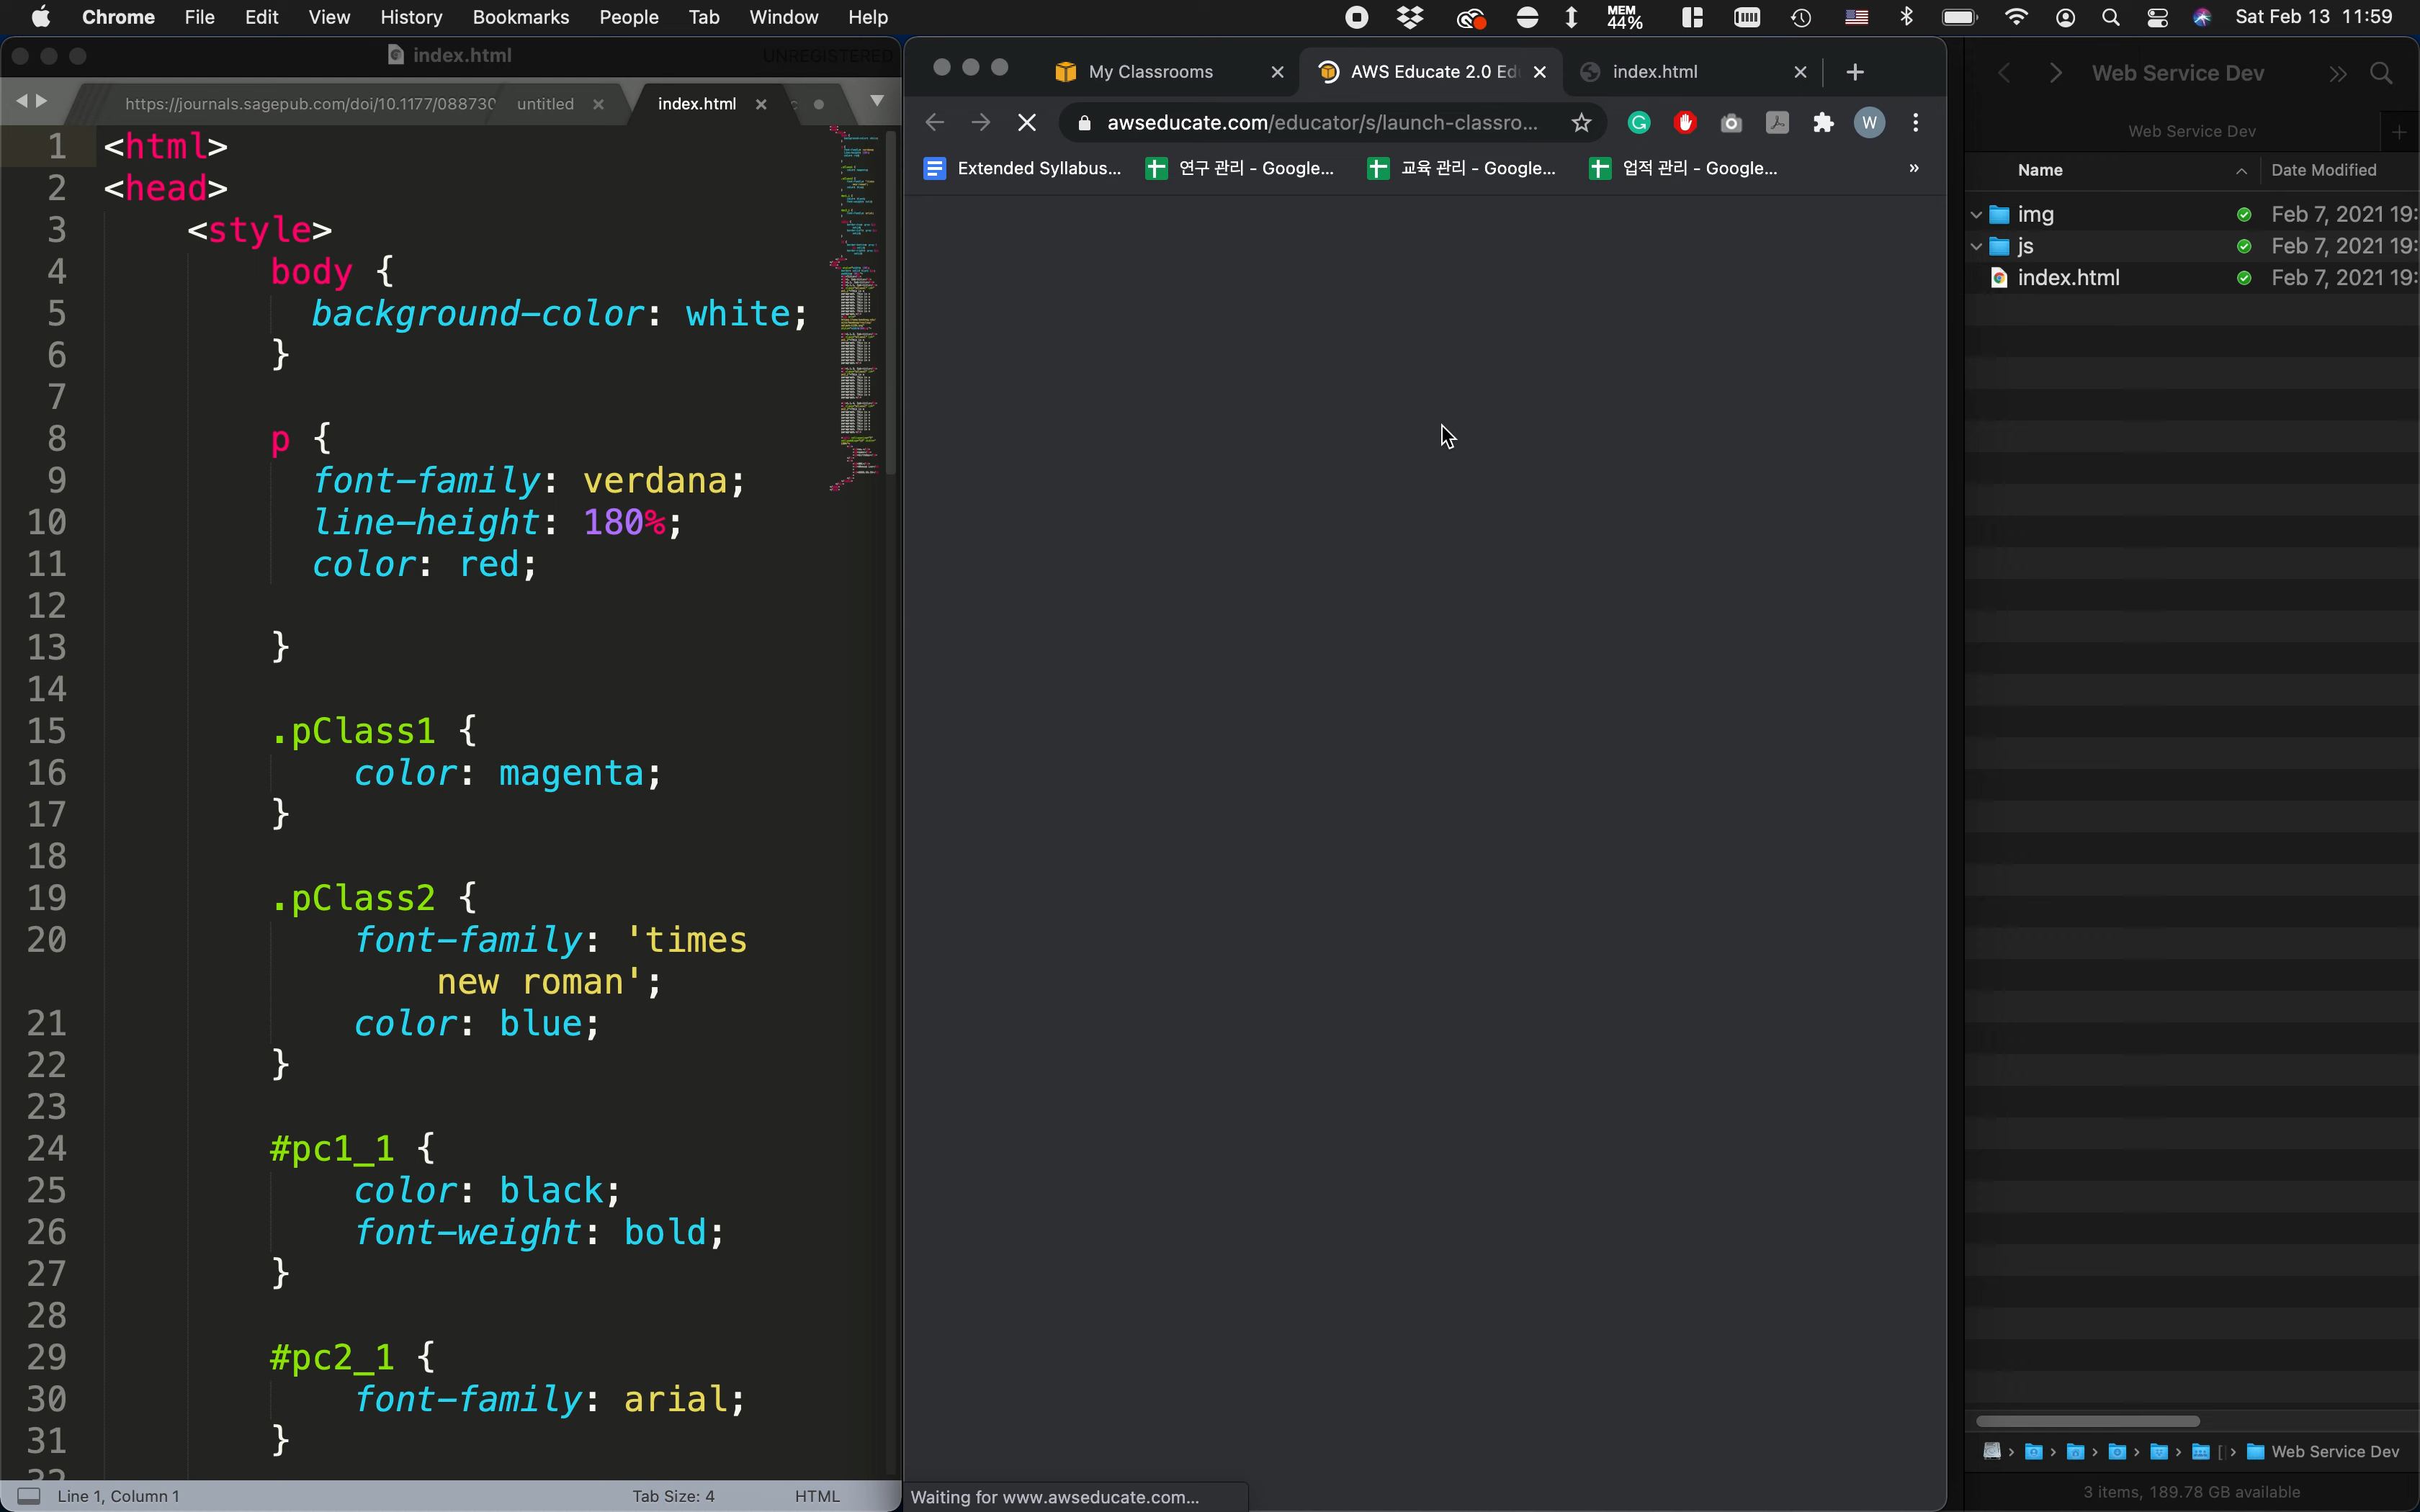 Chrome File Edit View History Bookmarks People Tab Window Help MEM 44% Sat Feb 13 11:59
index.html UNREGISTERED
https://journals.sagepub.com/doi/10.1177/088730 untitled index.html
1 <html>
2 <head>
3 <style>
4 body {
5 background-color: white;
6 }
7
8 p {
9 font-family: verdana;
10 line-height: 180%;
11 color: red;
12
13 }
14
15 .pClass1 {
16 color: magenta;
17 }
18
19 .pClass2 {
20 font-family: 'times
new roman';
21 color: blue;
22 }
23
24 #pc1_1 {
25 color: black;
26 font-weight: bold;
27 }
28
29 #pc2_1 {
30 font-family: arial;
31 }
32
Line 1, Column 1 Tab Size: 4 HTML
My Classrooms AWS Educate 2.0 Ed index.html
awseducate.com/educator/s/launch-classro... W
Extended Syllabus... 연구 관리 - Google... 교육 관리 - Google... 업적 관리 - Google... »
Waiting for www.awseducate.com...
Web Service Dev
Web Service Dev
Name Date Modified
img Feb 7, 2021 19:
js Feb 7, 2021 19:
index.html Feb 7, 2021 19:
Web Service Dev
3 items, 189.78 GB available